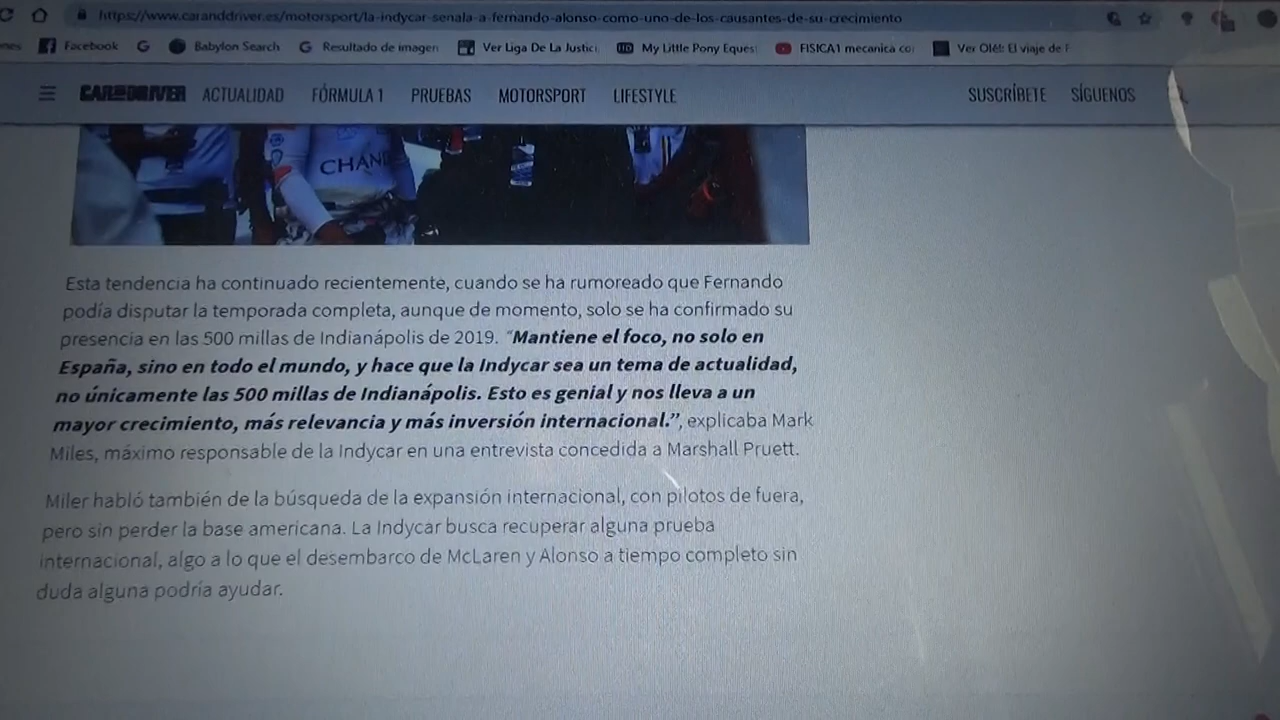 https://www.caranddriver.es/motorsport/la-indycar-senala-a-fernando-alonso-como-uno-de-los-causantes-de-su-crecimiento
nes Facebook G Babylon Search Resultado de imagen Ver Liga De La Justici My Little Pony Eques FISICA1 mecanica co Ver Olé!: El viaje de F
CAR AND DRIVER ACTUALIDAD FÓRMULA 1 PRUEBAS MOTORSPORT LIFESTYLE SUSCRÍBETE SÍGUENOS
CHAND
Esta tendencia ha continuado recientemente, cuando se ha rumoreado que Fernando
podía disputar la temporada completa, aunque de momento, solo se ha confirmado su
presencia en las 500 millas de Indianápolis de 2019. “Mantiene el foco, no solo en
España, sino en todo el mundo, y hace que la Indycar sea un tema de actualidad,
no únicamente las 500 millas de Indianápolis. Esto es genial y nos lleva a un
mayor crecimiento, más relevancia y más inversión internacional.”, explicaba Mark
Miles, máximo responsable de la Indycar en una entrevista concedida a Marshall Pruett.
Miler habló también de la búsqueda de la expansión internacional, con pilotos de fuera,
pero sin perder la base americana. La Indycar busca recuperar alguna prueba
internacional, algo a lo que el desembarco de McLaren y Alonso a tiempo completo sin
duda alguna podría ayudar.